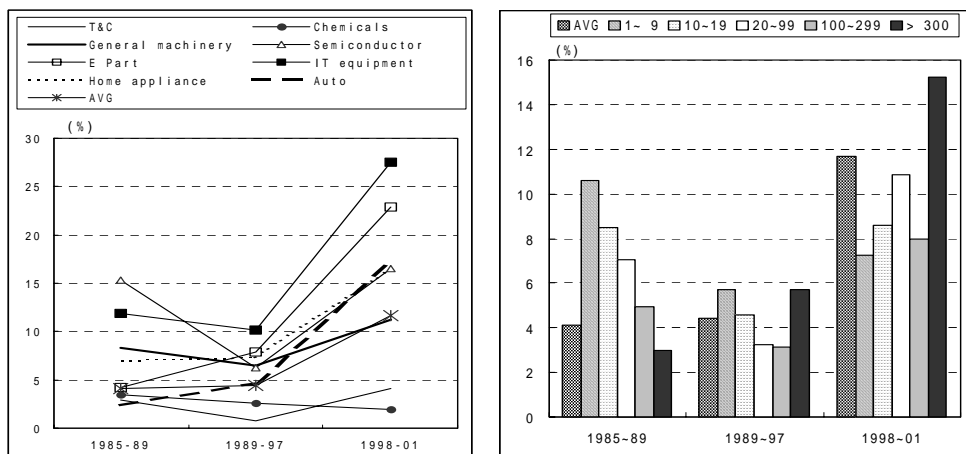 T&C Chemicals
General machinery Semiconductor
E Part IT equipment
Home appliance Auto
AVG
(%)
30
25
20
15
10
5
0
1985-89 1989-97 1998-01
AVG 1~ 9 10~19 20~99 100~299 > 300
(%)
16
14
12
10
8
6
4
2
0
1985~89 1989~97 1998~01